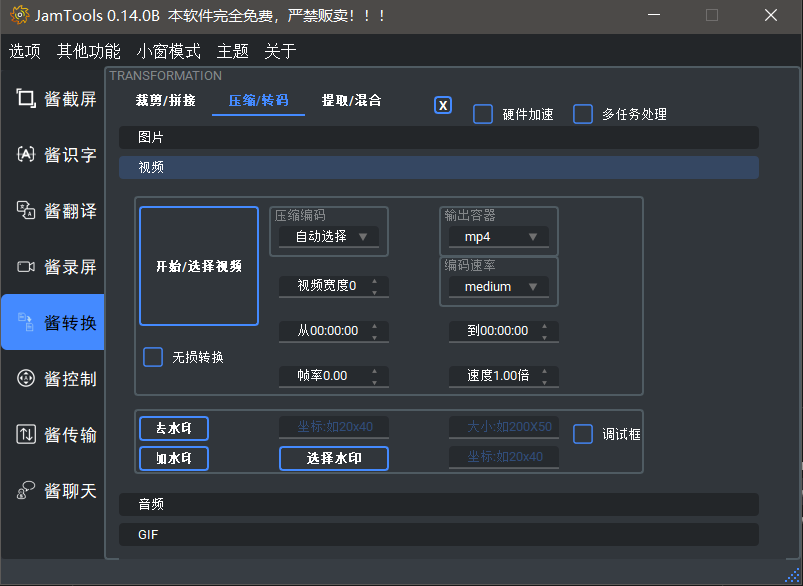 JamTools 0.14.0B 本软件完全免费，严禁贩卖！！！
选项 其他功能 小窗模式 主题 关于
TRANSFORMATION
酱截屏
酱识字
酱翻译
酱录屏
酱转换
酱控制
酱传输
酱聊天
裁剪/拼接 压缩/转码 提取/混合 X 硬件加速 多任务处理
图片
视频
开始/选择视频
压缩编码
自动选择
输出容器
mp4
编码速率
medium
视频宽度0
从00:00:00
到00:00:00
无损转换
帧率0.00
速度1.00倍
去水印 坐标:如20x40 大小:如200X50 调试框
加水印 选择水印 坐标:如20x40
音频
GIF